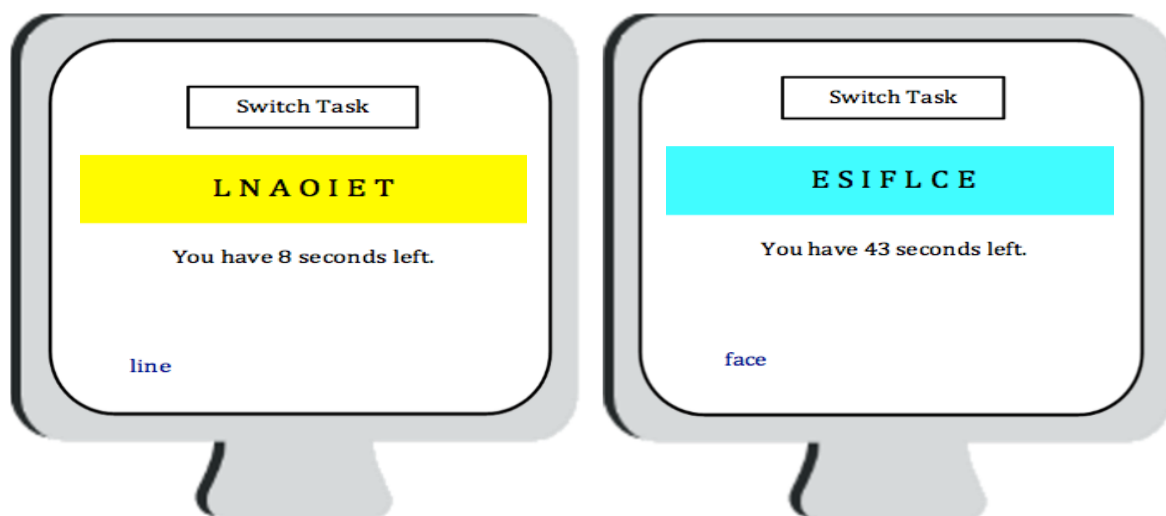 Switch Task
L N A O I E T
You have 8 seconds left.
line
Switch Task
E S I F L C E
You have 43 seconds left.
face